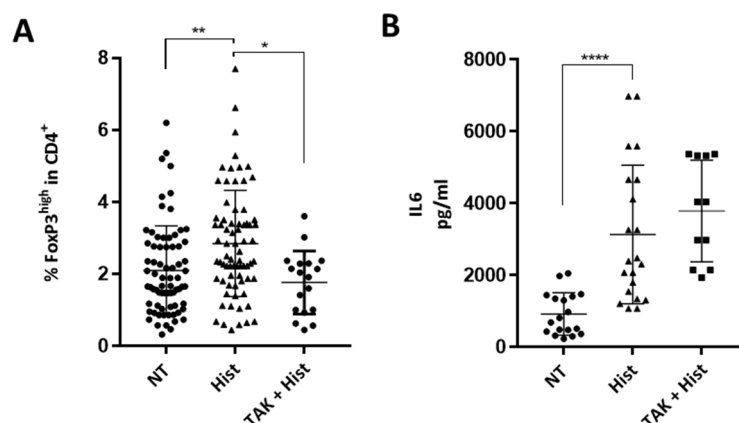 A
**
*
8
6
4
2
0
% FoxP3high in CD4+
NT
Hist
TAK + Hist
B
****
8000
6000
4000
2000
0
IL6
pg/ml
NT
Hist
TAK + Hist